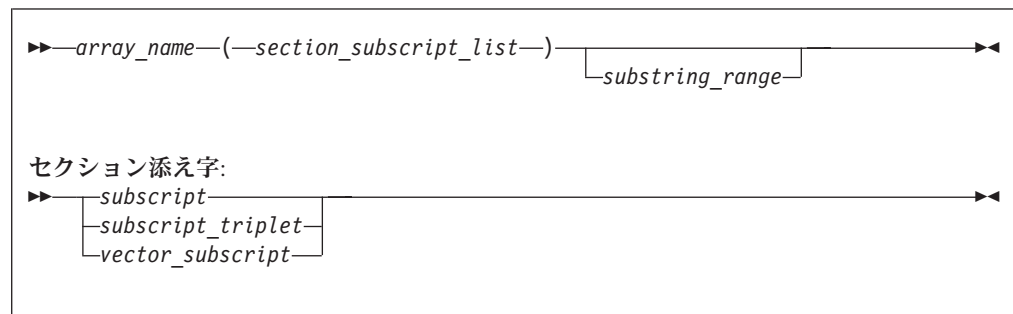 array_name ( section_subscript_list )
substring_range
セクション添え字:
subscript
subscript_triplet
vector_subscript